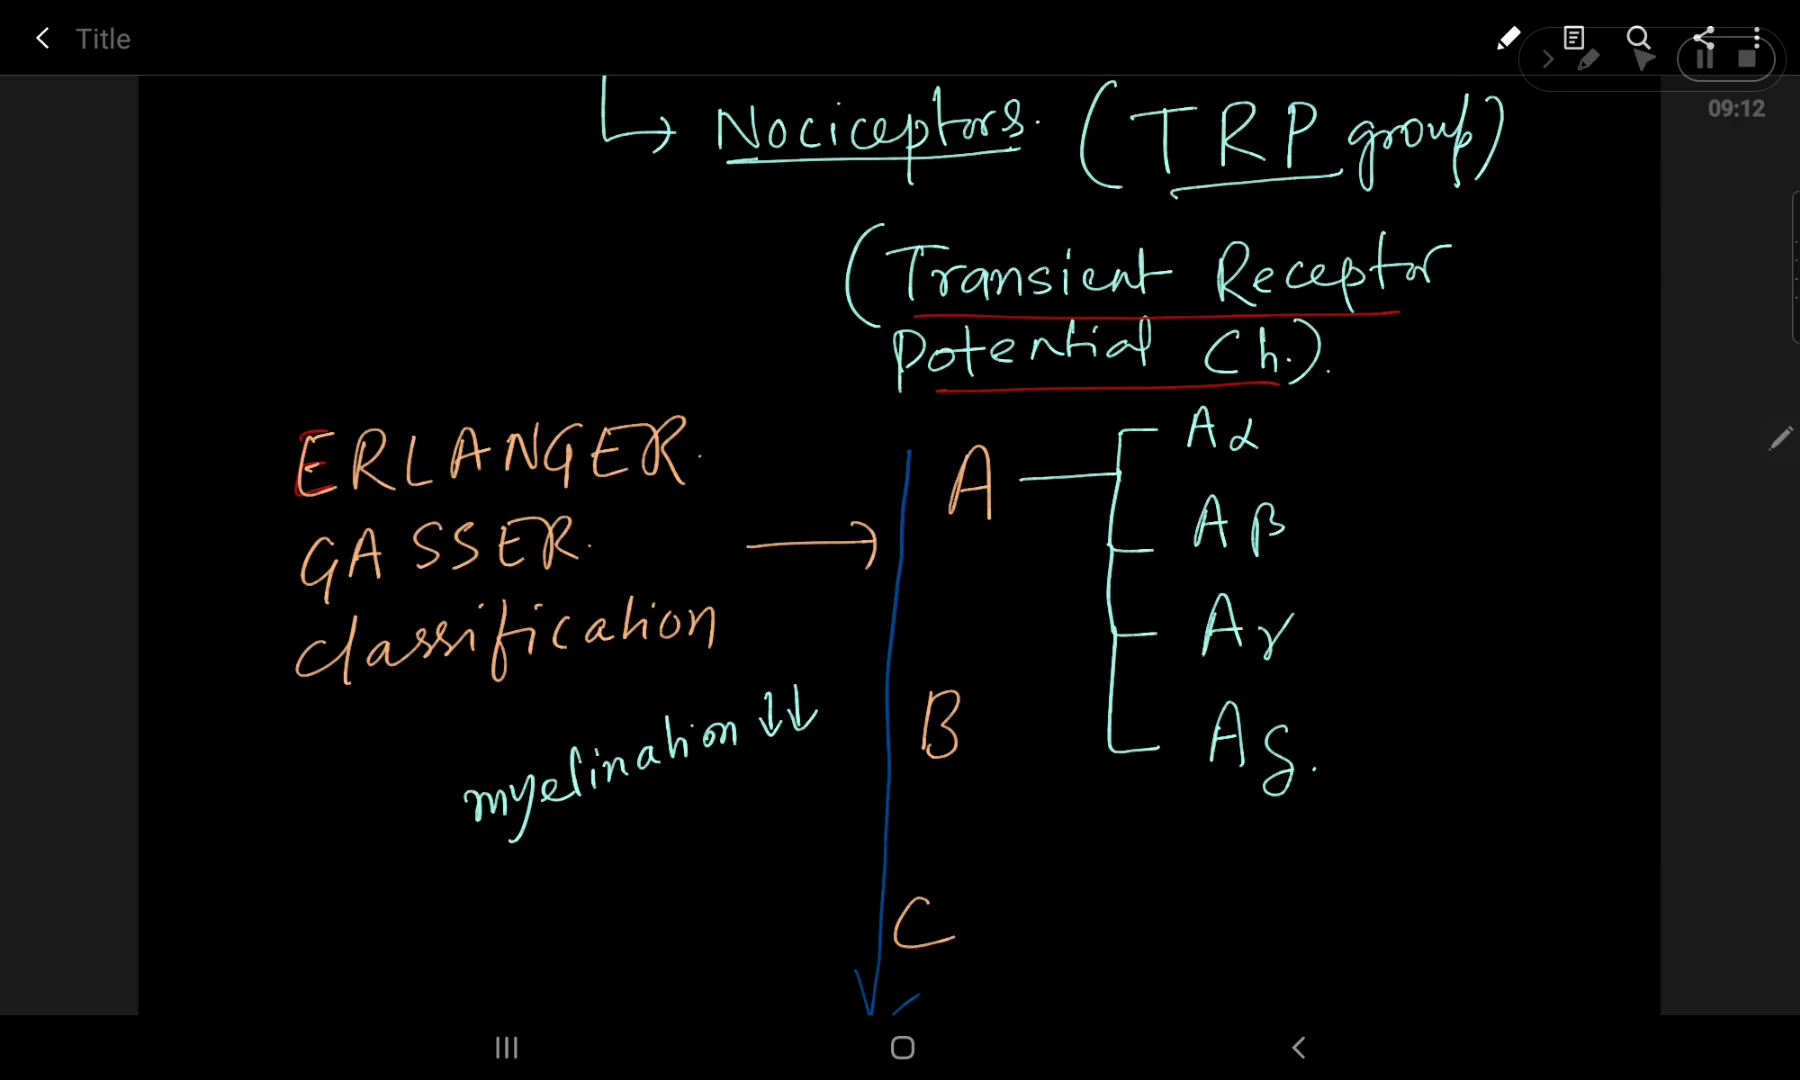 Title
09:12
↳ Nociceptors. (TRP group)
(Transient Receptor
Potential Ch.).
ERLANGER.
GASSER.
classification →
myelination ↓↓
A
Aα
Aβ
Aγ
Aδ.
B
C